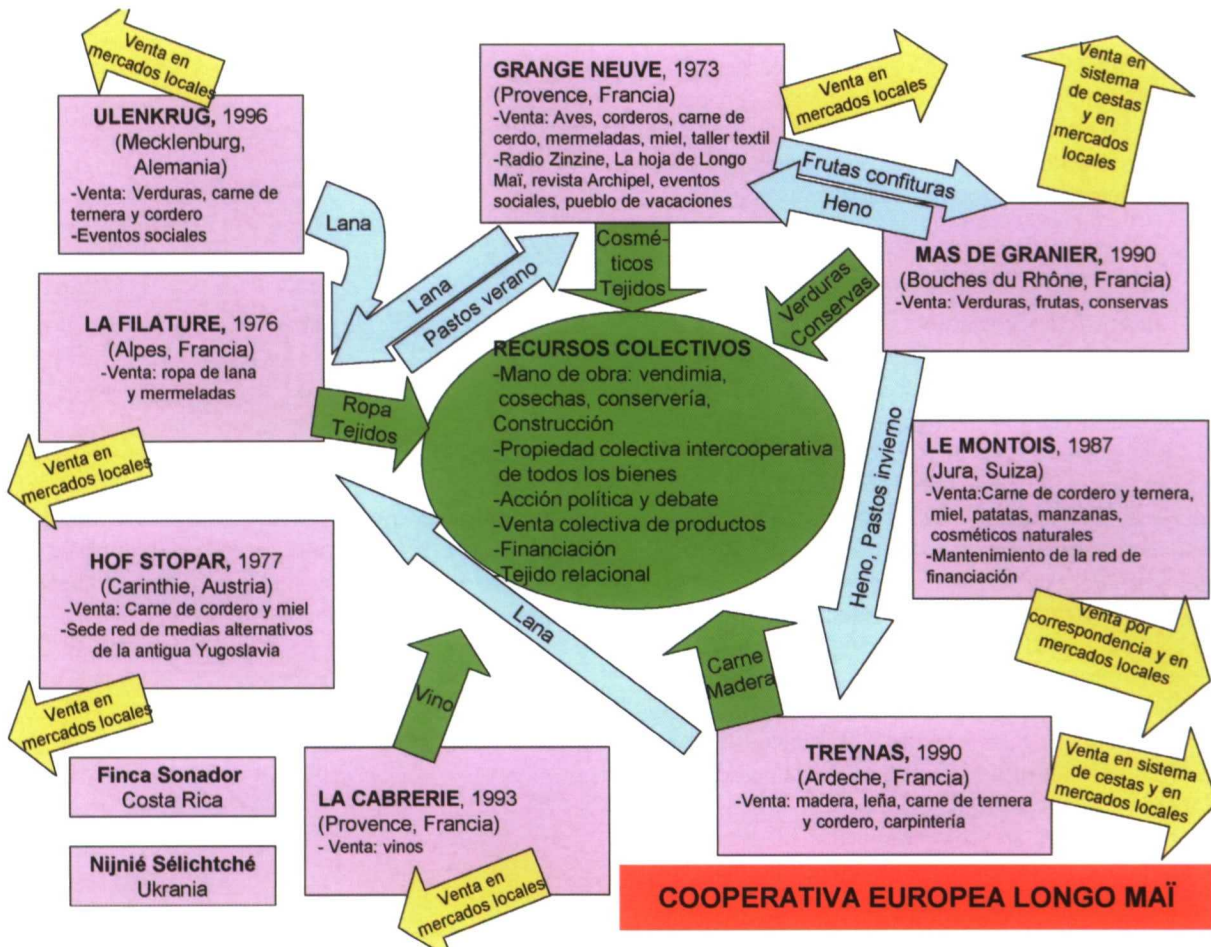 Venta en
mercados locales
ULENKRUG, 1996
(Mecklenburg,
Alemania)
-Venta: Verduras, carne de
ternera y cordero
-Eventos sociales
GRANGE NEUVE, 1973
(Provence, Francia)
-Venta: Aves, corderos, carne de
cerdo, mermeladas, miel, taller textil
-Radio Zinzine, La hoja de Longo
Maï, revista Archipel, eventos
sociales, pueblo de vacaciones
Venta en
mercados locales
Venta en
sistema
de cestas y en
mercados
locales
Frutas confituras
Heno
Lana
Lana
Pastos verano
Cosmé-
ticos
Tejidos
Verduras
Conservas
MAS DE GRANIER, 1990
(Bouches du Rhône, Francia)
-Venta: Verduras, frutas, conservas
LA FILATURE, 1976
(Alpes, Francia)
-Venta: ropa de lana
y mermeladas
Ropa
Tejidos
Venta en
mercados locales
RECURSOS COLECTIVOS
-Mano de obra: vendimia,
cosechas, conservería,
Construcción
-Propiedad colectiva intercooperativa
de todos los bienes
-Acción política y debate
-Venta colectiva de productos
-Financiación
-Tejido relacional
Heno, Pastos invierno
LE MONTOIS, 1987
(Jura, Suiza)
-Venta:Carne de cordero y ternera,
miel, patatas, manzanas,
cosméticos naturales
-Mantenimiento de la red de
financiación
Venta por
correspondencia y en
mercados locales
HOF STOPAR, 1977
(Carinthie, Austria)
-Venta: Carne de cordero y miel
-Sede red de medias alternativos
de la antigua Yugoslavia
Venta en
mercados locales
Lana
Vino
Carne
Madera
TREYNAS, 1990
(Ardeche, Francia)
-Venta: madera, leña, carne de ternera
y cordero, carpintería
Venta en sistema
de cestas y en
mercados locales
Finca Sonador
Costa Rica
Nijnié Sélichtché
Ukrania
LA CABRERIE, 1993
(Provence, Francia)
- Venta: vinos
Venta en
mercados locales
COOPERATIVA EUROPEA LONGO MAÏ